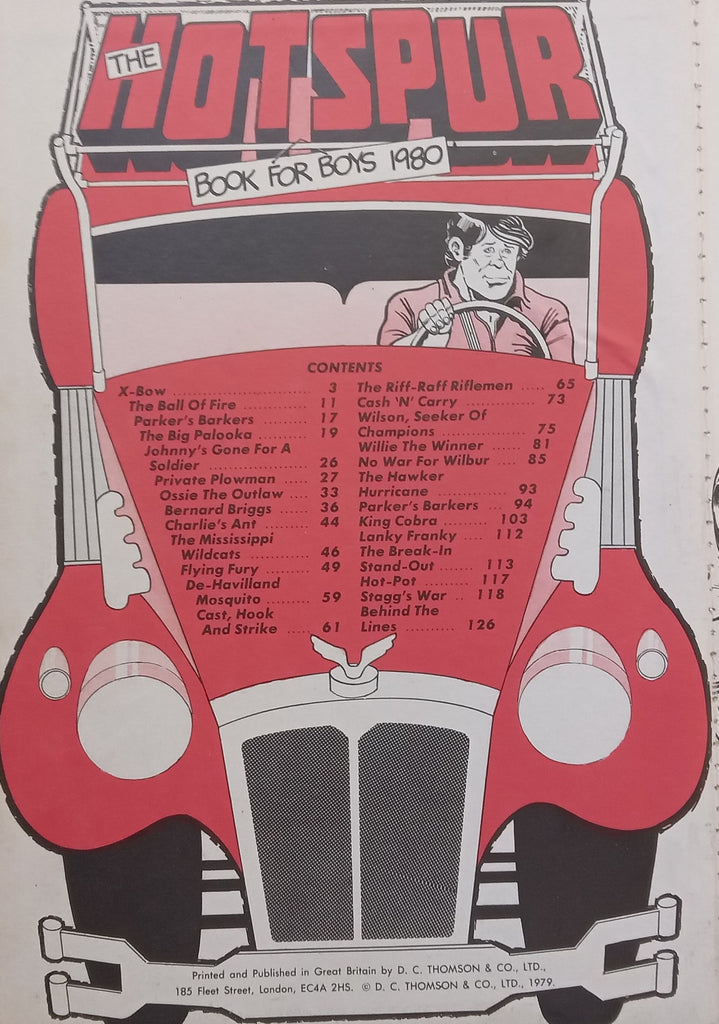 THE
HOTSPUR
BOOK FOR BOYS 1980
CONTENTS
X-Bow .......... 3
The Ball Of Fire .......... 11
Parker's Barkers ........ 17
The Big Palooka ........ 19
Johnny's Gone For A
Soldier .............. 26
Private Plowman ...... 27
Ossie The Outlaw .... 33
Bernard Briggs ...... 36
Charlie's Ant ........ 44
The Mississippi
Wildcats .......... 46
Flying Fury ........ 49
De-Havilland
Mosquito .......... 59
Cast, Hook
And Strike ..... 61
The Riff-Raff Riflemen ..... 65
Cash 'N' Carry ........ 73
Wilson, Seeker Of
Champions ............ 75
Willie The Winner ...... 81
No War For Wilbur .... 85
The Hawker
Hurricane .......... 93
Parker's Barkers ... 94
King Cobra ........ 103
Lanky Franky ..... 112
The Break-In
Stand-Out ........ 113
Hot-Pot .......... 117
Stagg's War .. 118
Behind The
Lines .......... 126
Printed and Published in Great Britain by D. C. THOMSON & CO., LTD.,
185 Fleet Street, London, EC4A 2HS. © D. C. THOMSON & CO., LTD., 1979.